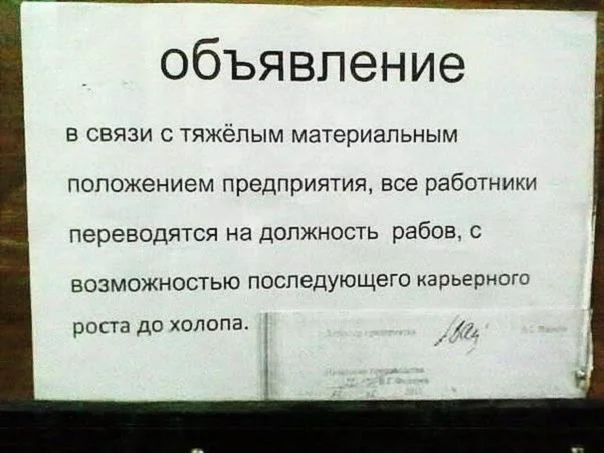 объявление
в связи с тяжёлым материальным
положением предприятия, все работники
переводятся на должность рабов, с
возможностью последующего карьерного
роста до холопа.